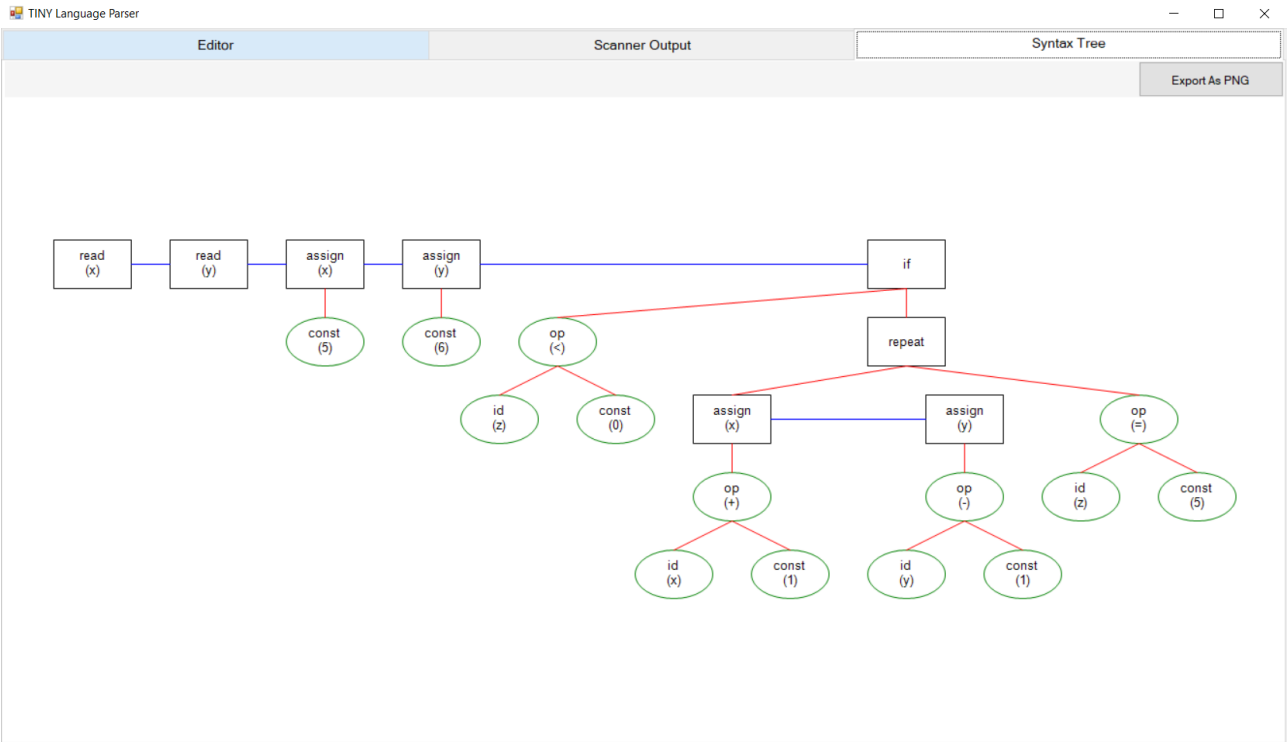 TINY Language Parser
Editor
Scanner Output
Syntax Tree
Export As PNG
read
(x)
read
(y)
assign
(x)
assign
(y)
if
const
(5)
const
(6)
op
(<)
repeat
id
(z)
const
(0)
assign
(x)
assign
(y)
op
(=)
op
(+)
op
(-)
id
(z)
const
(5)
id
(x)
const
(1)
id
(y)
const
(1)